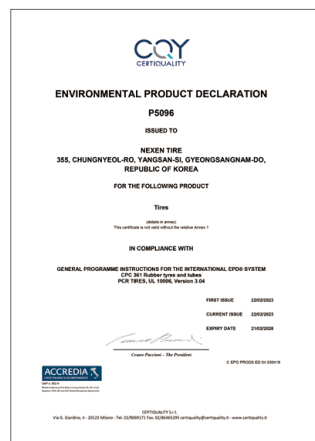 CQY
CERTIQUALITY
ENVIRONMENTAL PRODUCT DECLARATION
P5096
ISSUED TO
NEXEN TIRE
355, CHUNGNYEOL-RO, YANGSAN-SI, GYEONGSANGNAM-DO,
REPUBLIC OF KOREA
FOR THE FOLLOWING PRODUCT
Tires
(details in annex)
This certificate is not valid without the relative Annex 1
IN COMPLIANCE WITH
GENERAL PROGRAMME INSTRUCTIONS FOR THE INTERNATIONAL EPD® SYSTEM
CPC 361 Rubber tyres and tubes
PCR TIRES, UL 10006, Version 3.04
FIRST ISSUE 22/03/2023
CURRENT ISSUE 22/03/2023
EXPIRY DATE 21/03/2028
Cesare Puccioni – The President
ACCREDIA
CERTIQUALITY S.r.l.
Via G. Giardino, 4 - 20123 Milano - Tel. 02/8069171 Fax. 02/86465295 certiquality@certiquality.it - www.certiquality.it